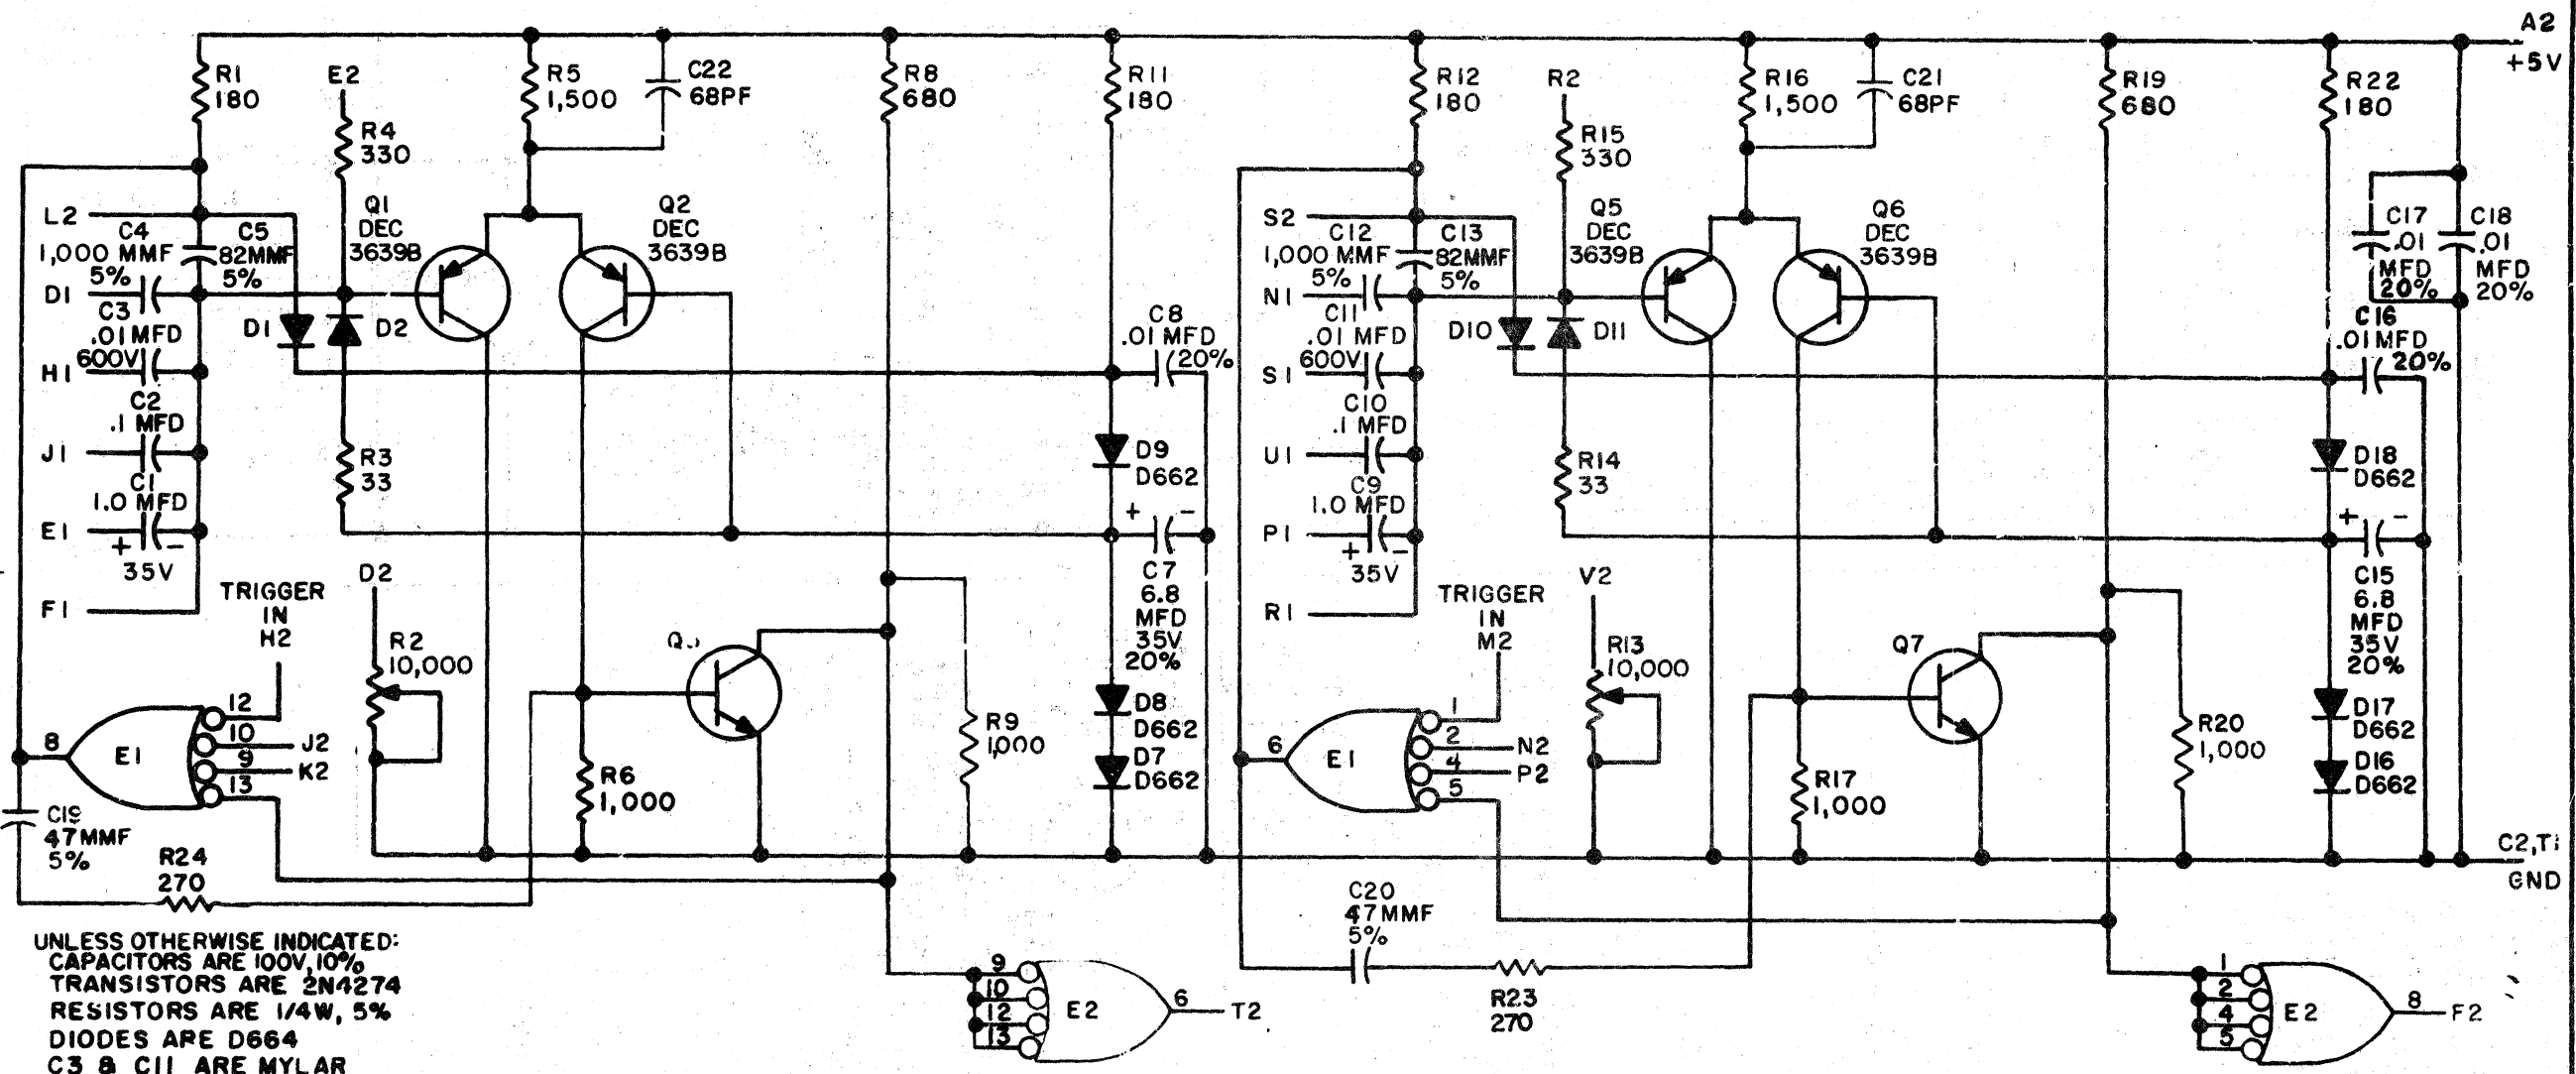 A2
+5V
R1
180
E2
R5
1,500
C22
68PF
R8
680
R11
180
R12
180
R2
R16
1,500
C21
68PF
R19
680
R22
180
R4
330
R15
330
L2
C4
1,000 MMF
5%
C5
82MMF
5%
Q1
DEC
3639B
Q2
DEC
3639B
S2
C12
1,000 MMF
5%
C13
82MMF
5%
Q5
DEC
3639B
Q6
DEC
3639B
C17
.01
MFD
20%
C18
.01
MFD
20%
D1
C3
.01 MFD
600V
D1
D2
C8
.01 MFD
20%
N1
C11
.01 MFD
600V
D10
D11
C16
.01 MFD
20%
H1
C2
.1 MFD
S1
C10
.1 MFD
J1
R3
33
D9
D662
U1
R14
33
D18
D662
C1
1.0 MFD
E1
+ -
35V
+ -
C7
6.8
MFD
35V
20%
C9
1.0 MFD
P1
+ -
35V
+ -
C15
6.8
MFD
35V
20%
F1
TRIGGER
IN
H2
D2
R2
10,000
R1
TRIGGER
IN
M2
V2
R13
10,000
Q7
8
E1
12
10
9
13
J2
K2
R6
1,000
R9
1,000
D8
D662
D7
D662
6
E1
1
2
4
5
N2
P2
R17
1,000
R20
1,000
D17
D662
D16
D662
C19
47MMF
5%
R24
270
C2,T1
GND
C20
47MMF
5%
R23
270
UNLESS OTHERWISE INDICATED:
CAPACITORS ARE 100V, 10%
TRANSISTORS ARE 2N4274
RESISTORS ARE 1/4W, 5%
DIODES ARE D664
C3 & C11 ARE MYLAR
9
10
12
13
E2
6
T2
1
2
4
5
E2
8
F2